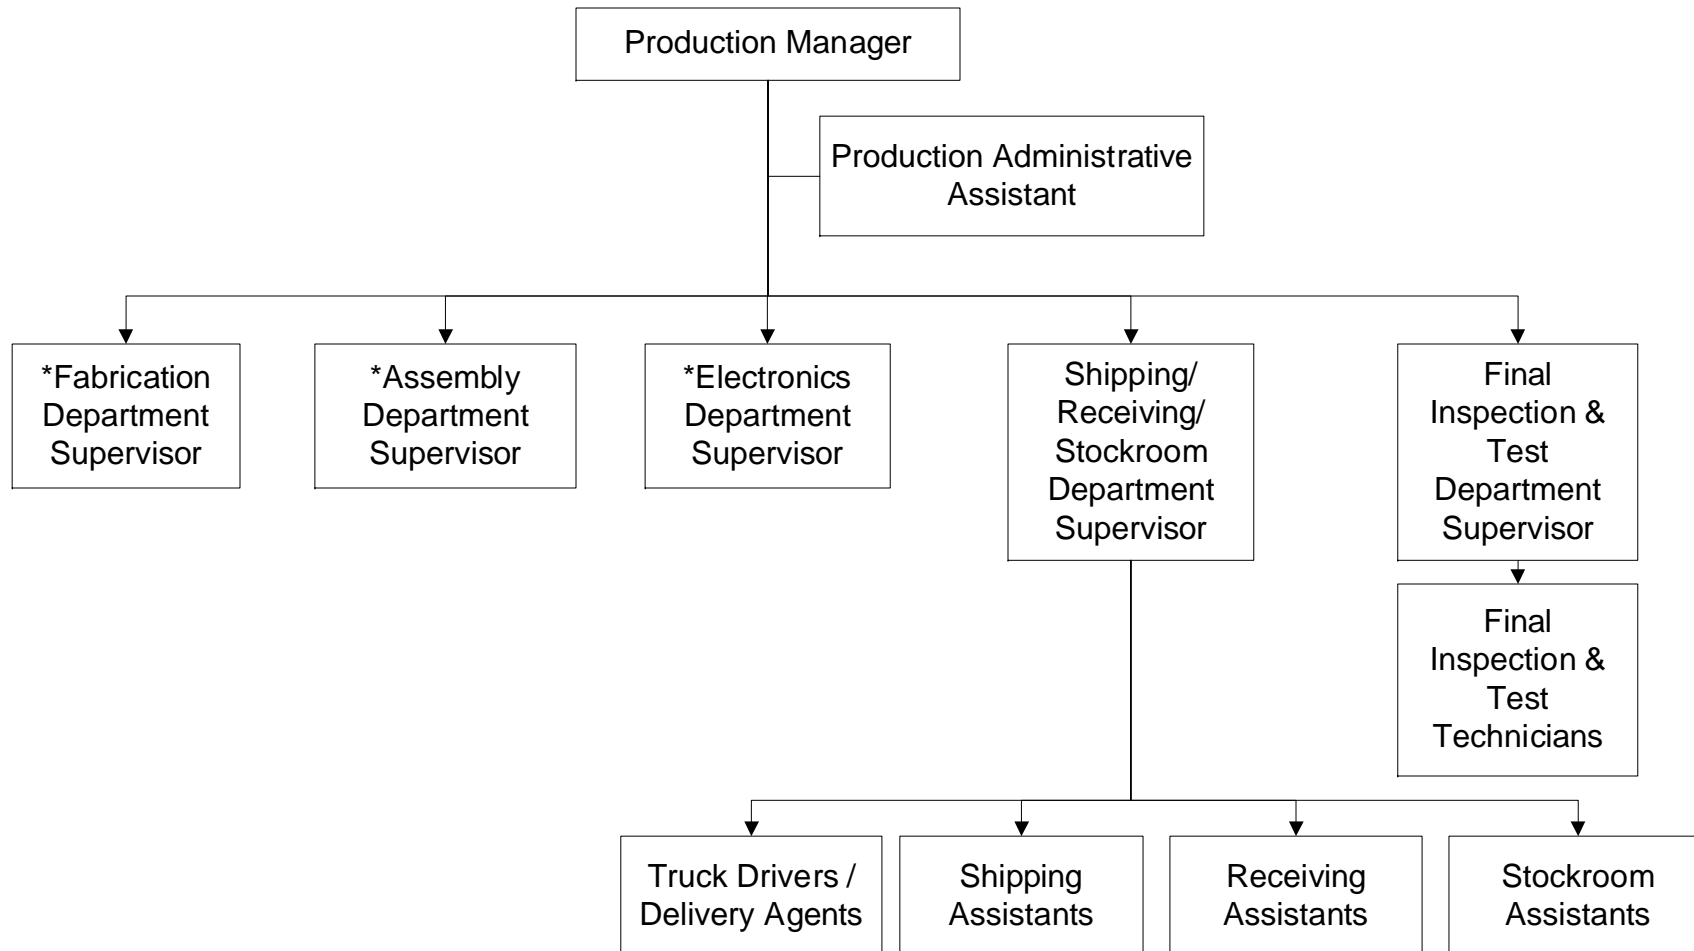 Production Manager
Production Administrative
Assistant
*Fabrication
Department
Supervisor
*Assembly
Department
Supervisor
*Electronics
Department
Supervisor
Shipping/
Receiving/
Stockroom
Department
Supervisor
Final
Inspection &
Test
Department
Supervisor
Final
Inspection &
Test
Technicians
Truck Drivers /
Delivery Agents
Shipping
Assistants
Receiving
Assistants
Stockroom
Assistants